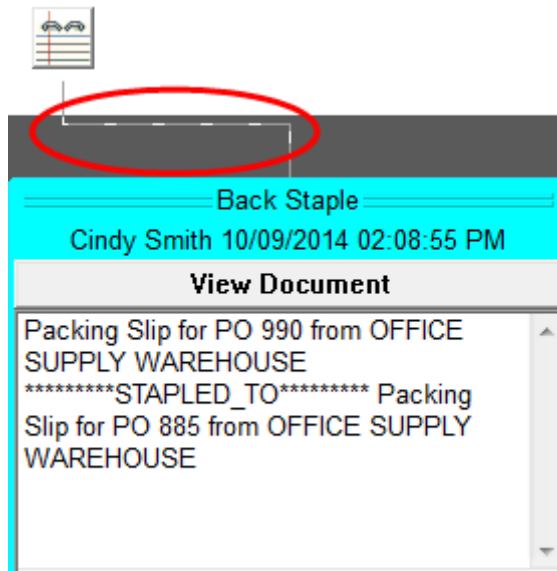 Back Staple
Cindy Smith 10/09/2014 02:08:55 PM
View Document
Packing Slip for PO 990 from OFFICE
SUPPLY WAREHOUSE
*********STAPLED_TO********* Packing
Slip for PO 885 from OFFICE SUPPLY
WAREHOUSE